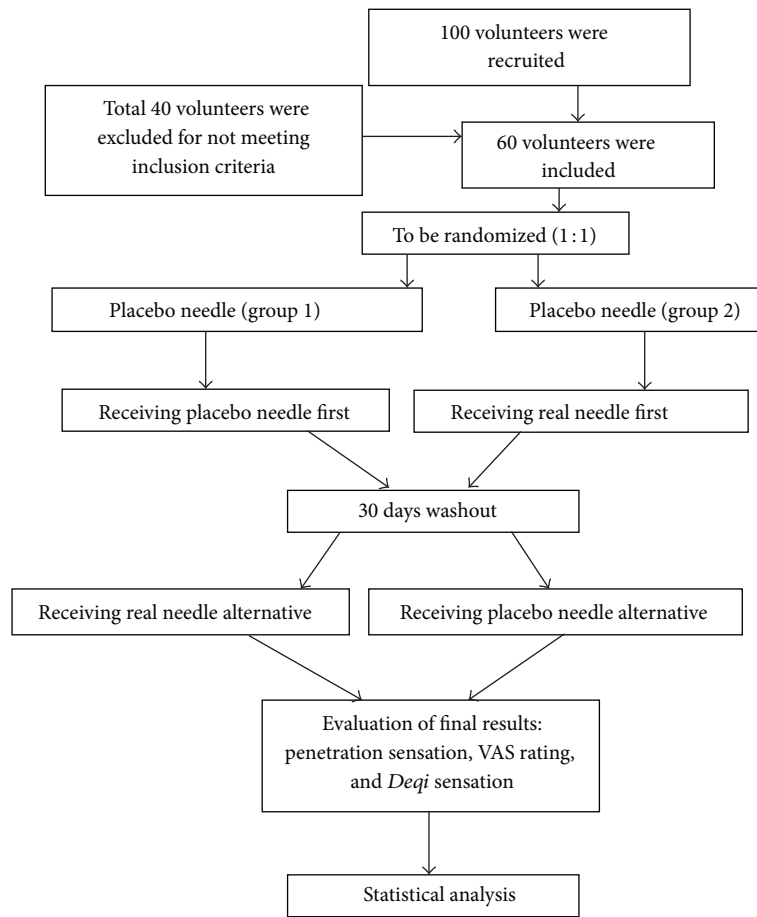 100 volunteers were
recruited
Total 40 volunteers were
excluded for not meeting
inclusion criteria
60 volunteers were
included
To be randomized (1:1)
Placebo needle (group 1)
Placebo needle (group 2)
Receiving placebo needle first
Receiving real needle first
30 days washout
Receiving real needle alternative
Receiving placebo needle alternative
Evaluation of final results:
penetration sensation, VAS rating,
and Deqi sensation
Statistical analysis